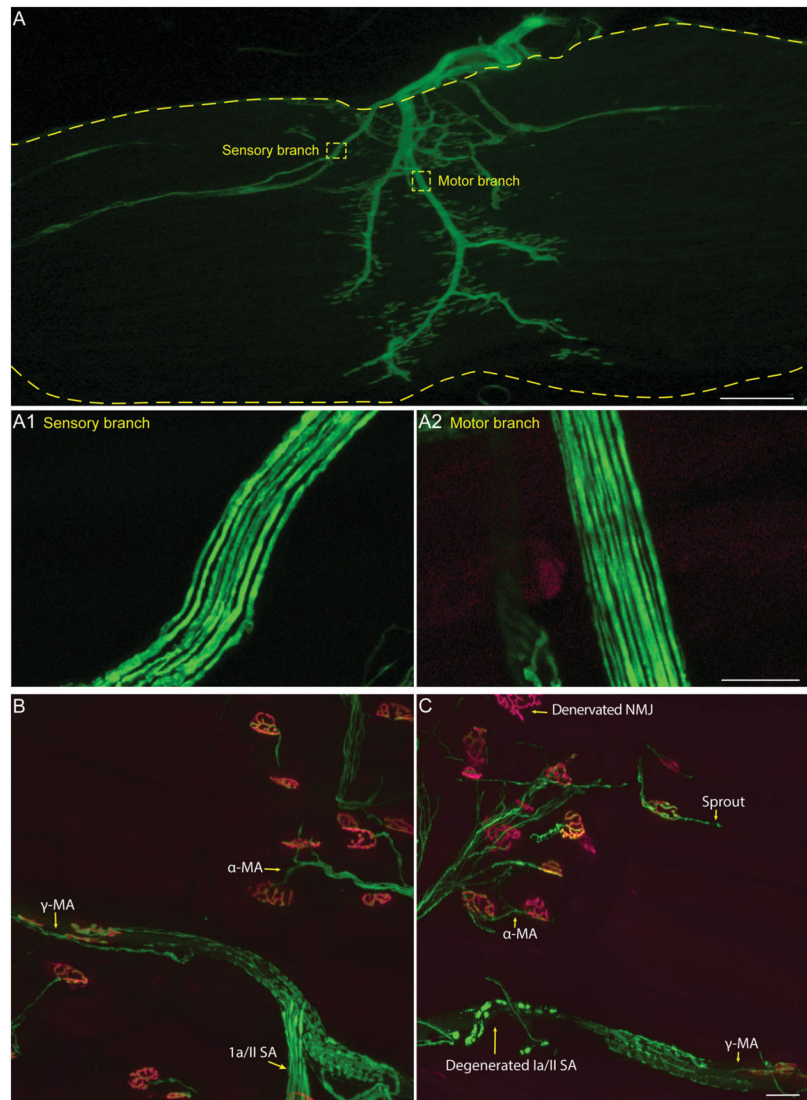 A
Sensory branch
Motor branch
A1 Sensory branch
A2 Motor branch
B
α-MA
γ-MA
1a/II SA
C
Denervated NMJ
Sprout
α-MA
Degenerated Ia/II SA
γ-MA